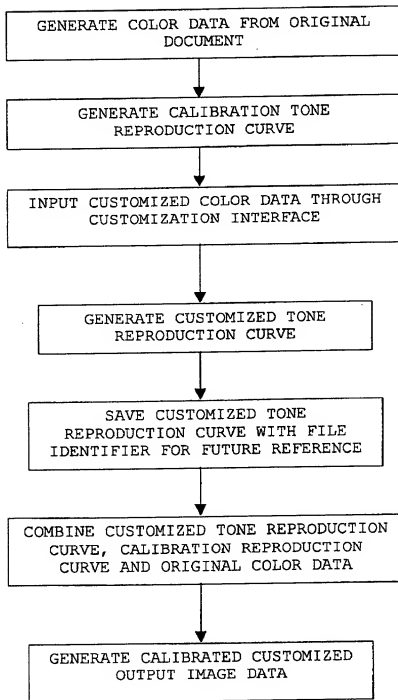 GENERATE COLOR DATA FROM ORIGINAL
DOCUMENT
GENERATE CALIBRATION TONE
REPRODUCTION CURVE
INPUT CUSTOMIZED COLOR DATA THROUGH
CUSTOMIZATION INTERFACE
GENERATE CUSTOMIZED TONE
REPRODUCTION CURVE
SAVE CUSTOMIZED TONE
REPRODUCTION CURVE WITH FILE
IDENTIFIER FOR FUTURE REFERENCE
COMBINE CUSTOMIZED TONE REPRODUCTION
CURVE, CALIBRATION REPRODUCTION
CURVE AND ORIGINAL COLOR DATA
GENERATE CALIBRATED CUSTOMIZED
OUTPUT IMAGE DATA